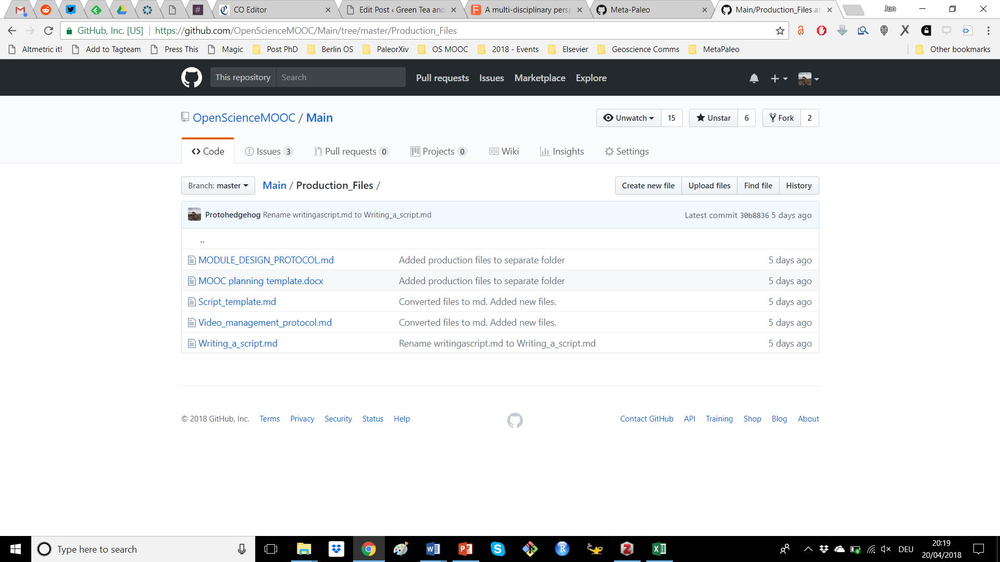 CO Editor
Edit Post ‹ Green Tea and
A multi-disciplinary persp
Meta-Paleo
Main/Production_Files at
Jon
GitHub, Inc. [US] https://github.com/OpenScienceMOOC/Main/tree/master/Production_Files
Altmetric it! Add to Tagteam Press This Magic Post PhD Berlin OS PaleorXiv OS MOOC 2018 - Events Elsevier Geoscience Comms MetaPaleo Other bookmarks
This repository Search Pull requests Issues Marketplace Explore
OpenScienceMOOC / Main
Unwatch 15 Unstar 6 Fork 2
Code Issues 3 Pull requests 0 Projects 0 Wiki Insights Settings
Branch: master Main / Production_Files / Create new file Upload files Find file History
Protohedgehog Rename writingascript.md to Writing_a_script.md Latest commit 30b8836 5 days ago
..
MODULE_DESIGN_PROTOCOL.md Added production files to separate folder 5 days ago
MOOC planning template.docx Added production files to separate folder 5 days ago
Script_template.md Converted files to md. Added new files. 5 days ago
Video_management_protocol.md Converted files to md. Added new files. 5 days ago
Writing_a_script.md Rename writingascript.md to Writing_a_script.md 5 days ago
© 2018 GitHub, Inc. Terms Privacy Security Status Help Contact GitHub API Training Shop Blog About
Type here to search
DEU
20:19
20/04/2018